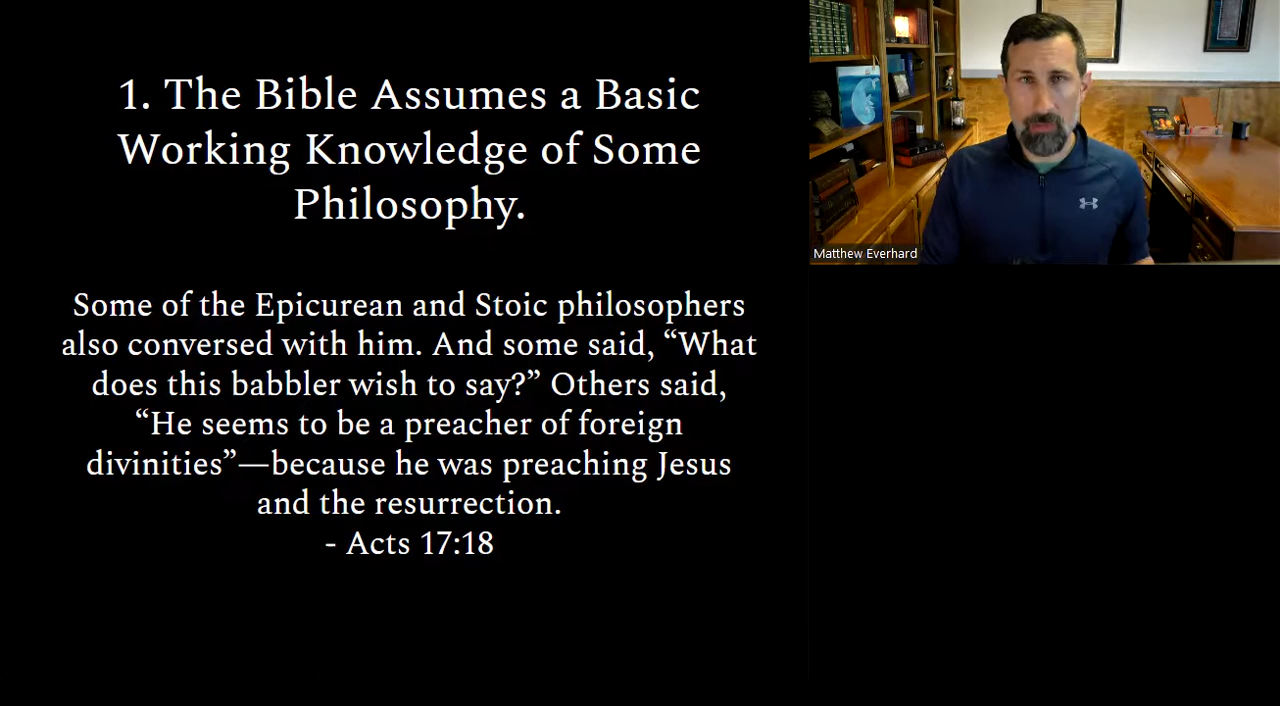 1. The Bible Assumes a Basic
Working Knowledge of Some
Philosophy.
Some of the Epicurean and Stoic philosophers
also conversed with him. And some said, “What
does this babbler wish to say?” Others said,
“He seems to be a preacher of foreign
divinities”—because he was preaching Jesus
and the resurrection.
- Acts 17:18
Matthew Everhard